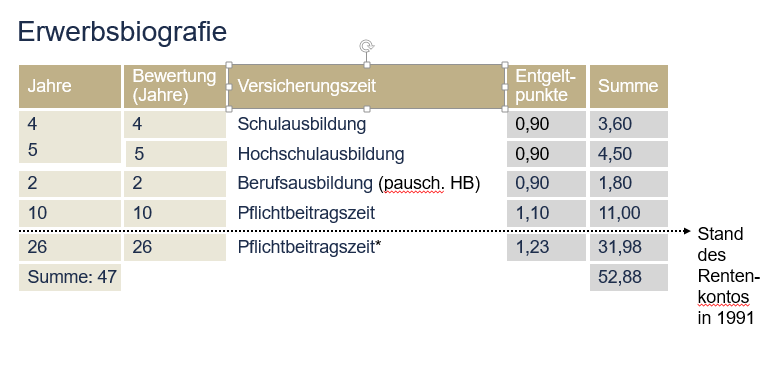 Erwerbsbiografie
Jahre Bewertung (Jahre) Versicherungszeit Entgelt-punkte Summe
4 4 Schulausbildung 0,90 3,60
5 5 Hochschulausbildung 0,90 4,50
2 2 Berufsausbildung (pausch. HB) 0,90 1,80
10 10 Pflichtbeitragszeit 1,10 11,00
26 26 Pflichtbeitragszeit* 1,23 31,98
Summe: 47 52,88
Stand
des
Renten-
kontos
in 1991